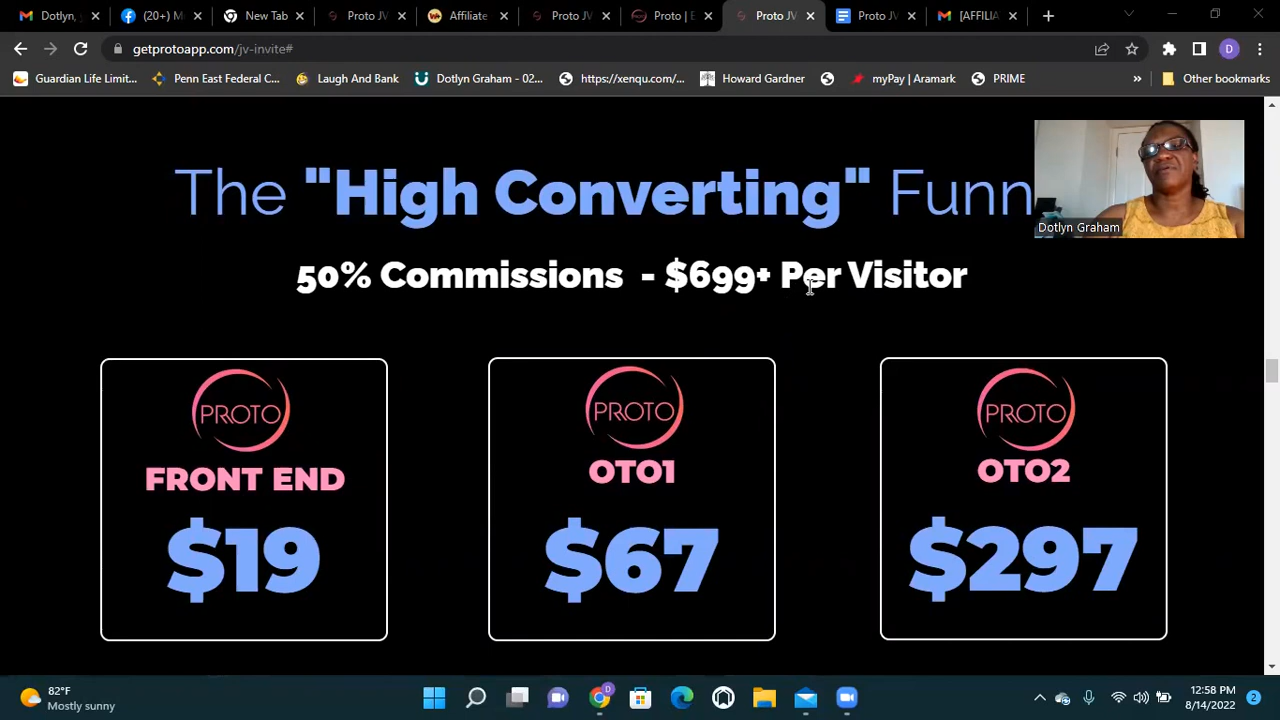 Dotlyn,
(20+) M
New Tab
Proto JV
Affiliate
Proto JV
Proto | E
Proto JV
Proto JV
[AFFILIA
getprotoapp.com/jv-invite#
D
Guardian Life Limit...
Penn East Federal C...
Laugh And Bank
Dotlyn Graham - 02...
https://xenqu.com/...
Howard Gardner
myPay | Aramark
PRIME
»
Other bookmarks
The "High Converting" Funn
Dotlyn Graham
50% Commissions - $699+ Per Visitor
PROTO
FRONT END
$19
PROTO
OTO1
$67
PROTO
OTO2
$297
82°F
Mostly sunny
D
12:58 PM
8/14/2022
2